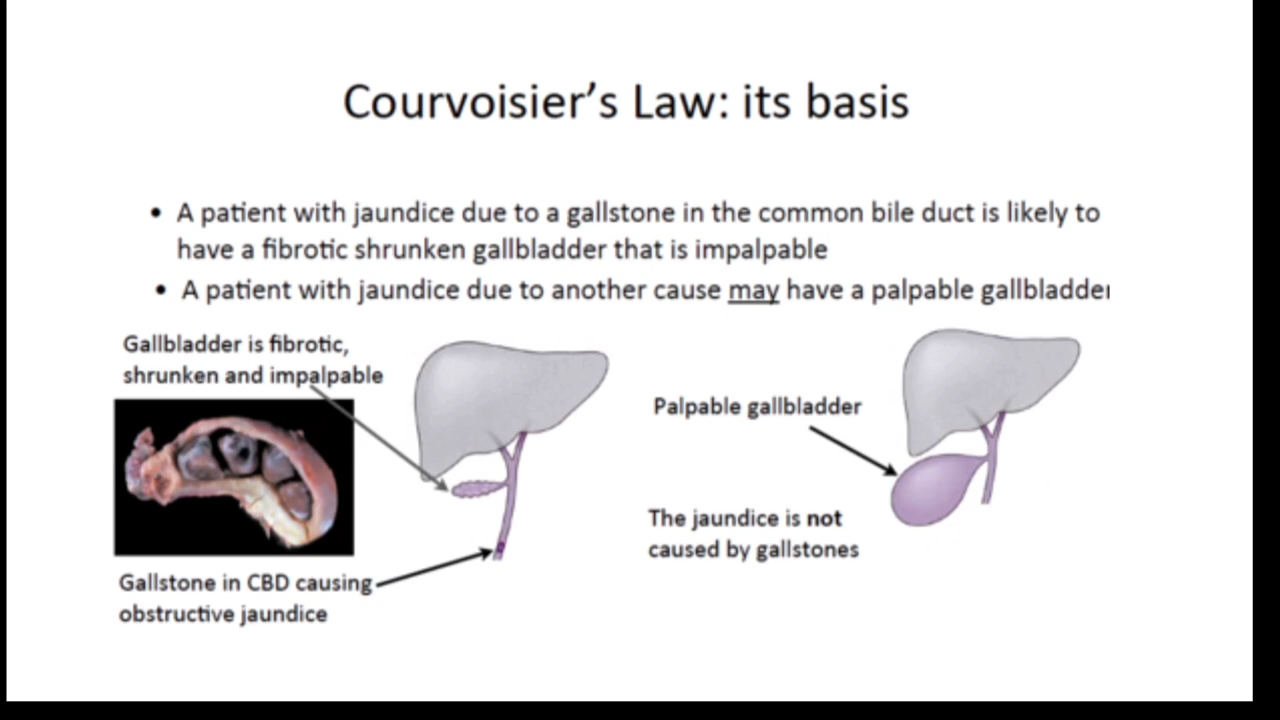 Courvoisier's Law: its basis
• A patient with jaundice due to a gallstone in the common bile duct is likely to
have a fibrotic shrunken gallbladder that is impalpable
• A patient with jaundice due to another cause may have a palpable gallbladder
Gallbladder is fibrotic,
shrunken and impalpable
Gallstone in CBD causing
obstructive jaundice
Palpable gallbladder
The jaundice is not
caused by gallstones